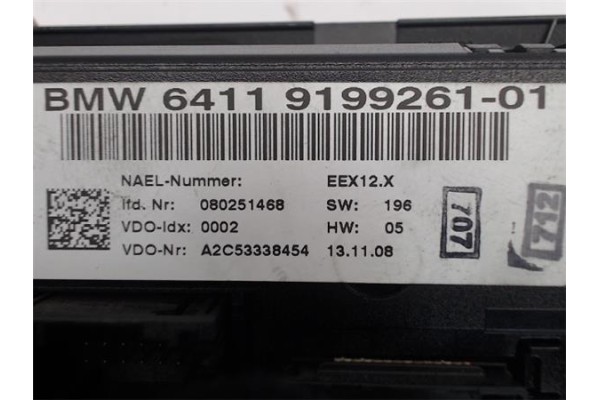 BMW 6411 9199261-01
NAEL-Nummer: EEX12.X
lfd. Nr: 080251468 SW: 196
VDO-Idx: 0002 HW: 05
VDO-Nr: A2C53338454 13.11.08
707
712